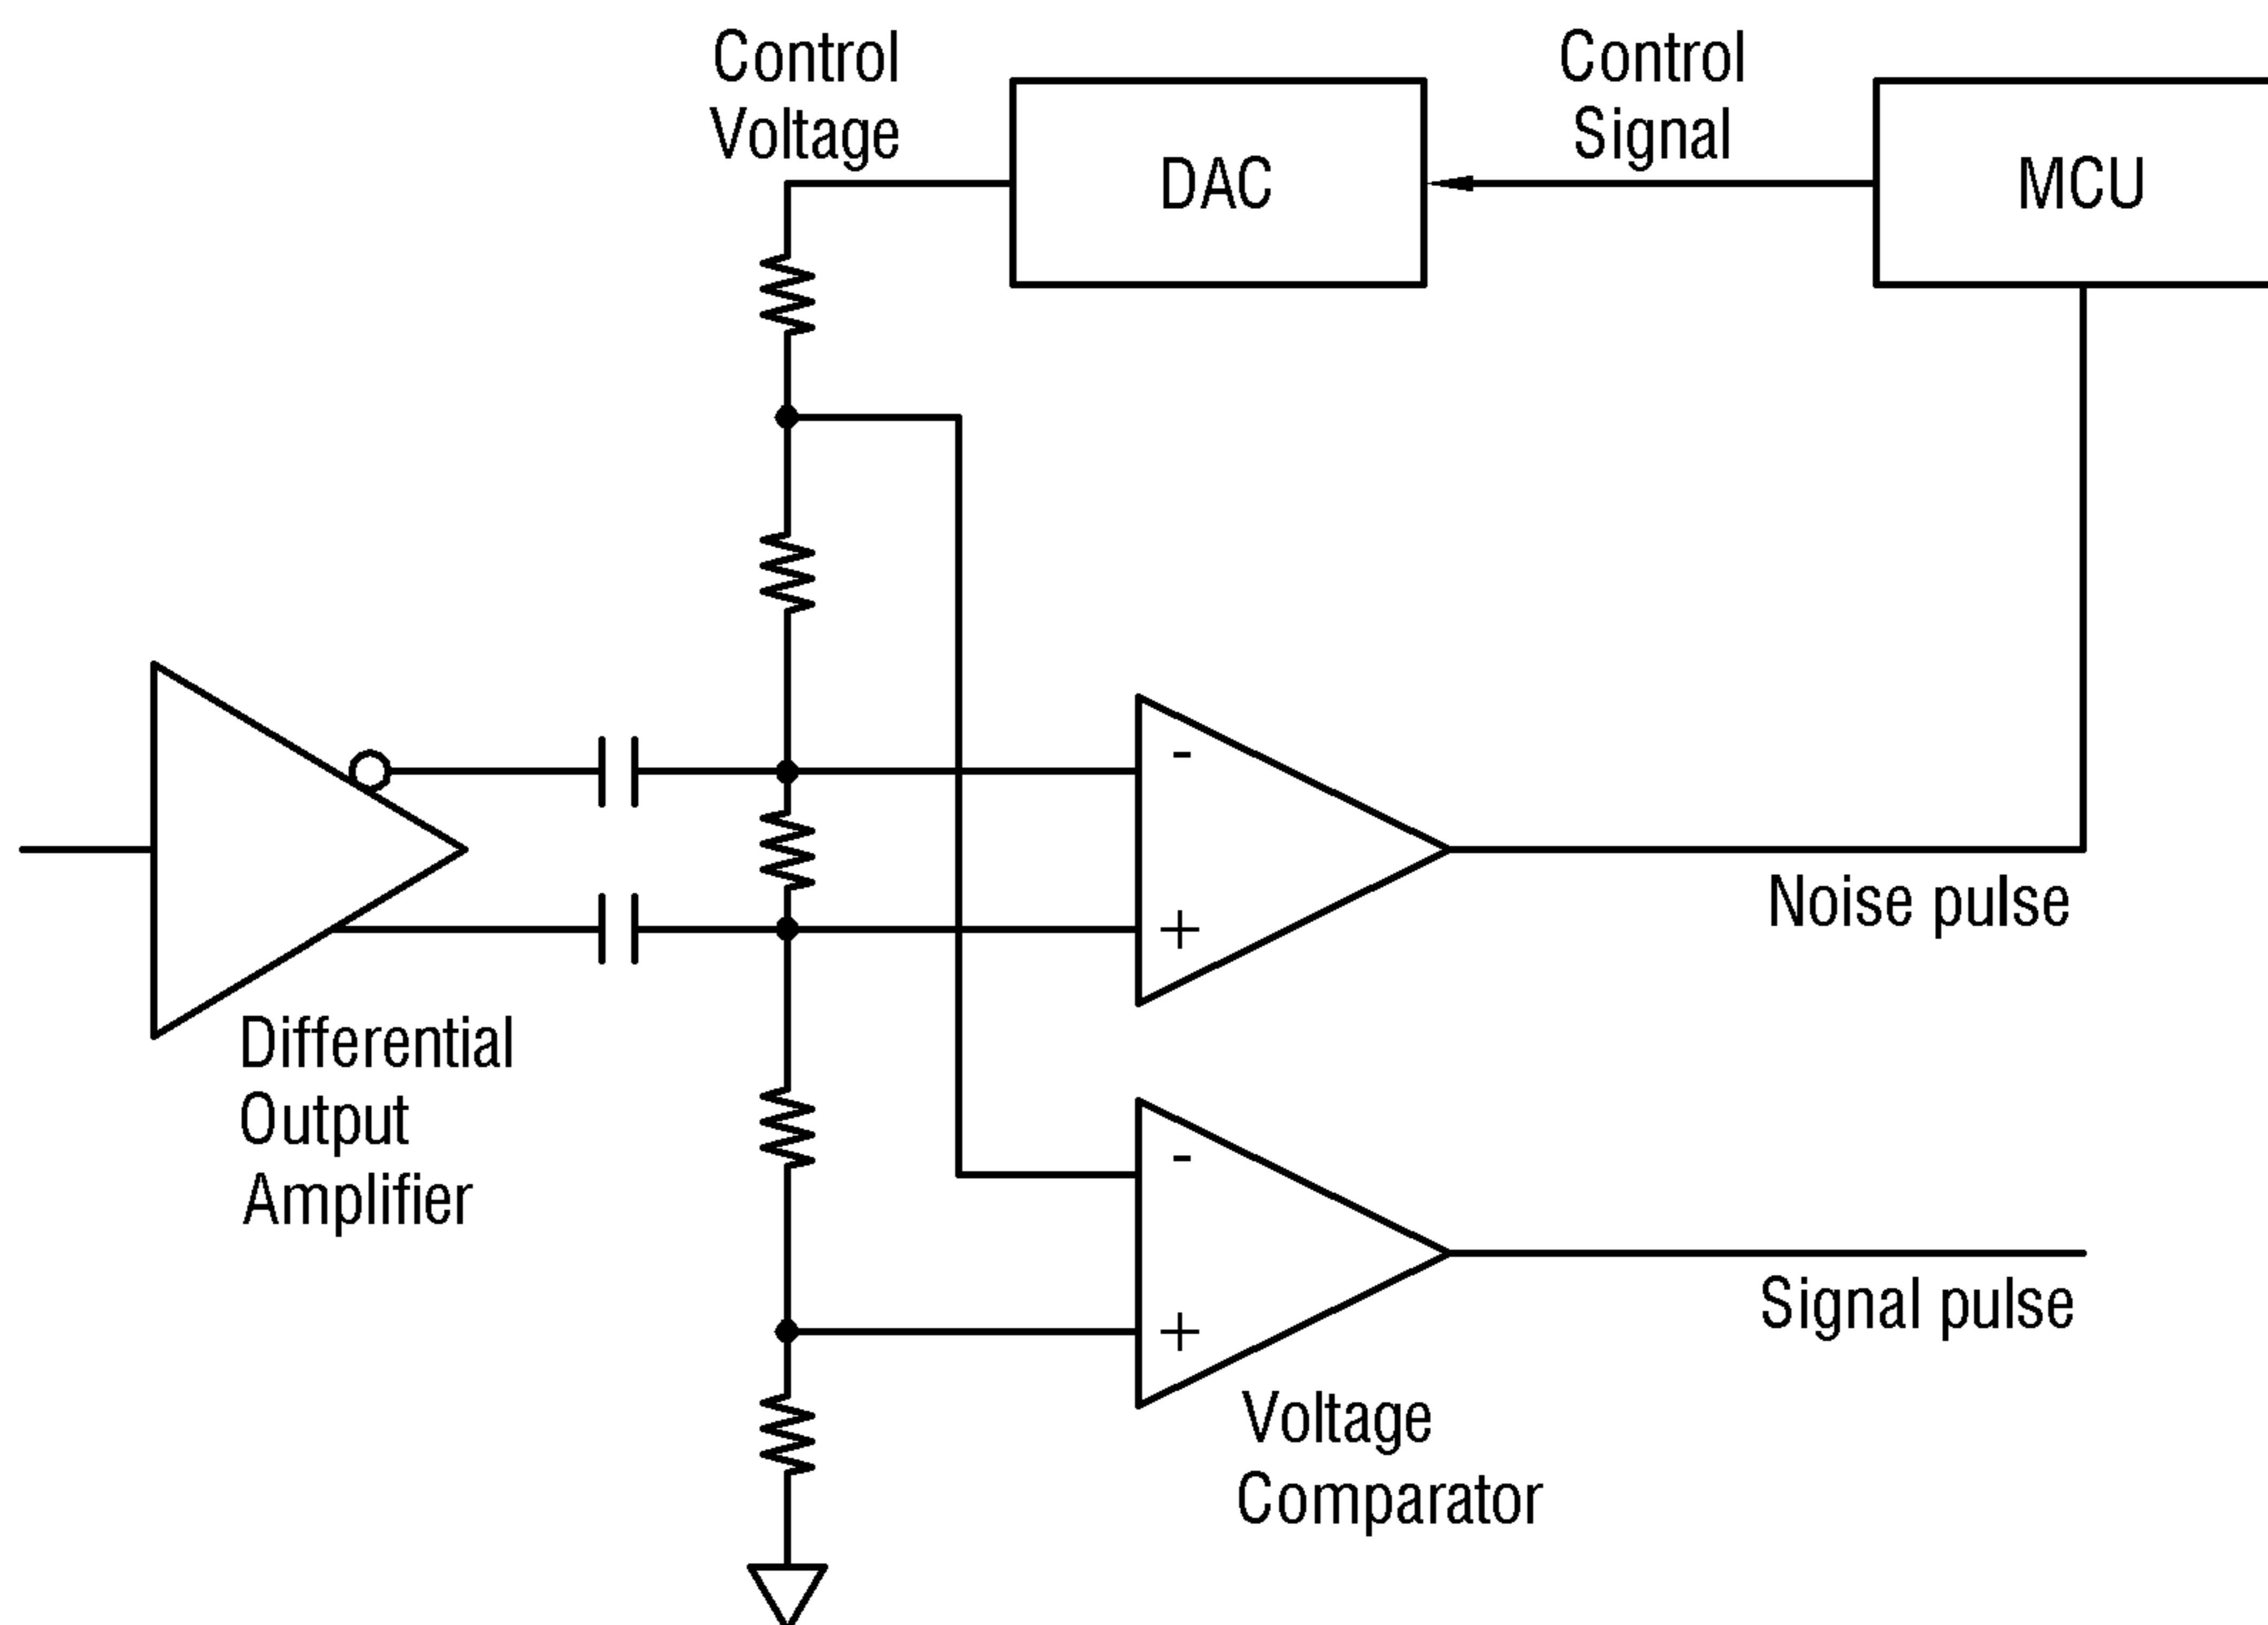 Control
Voltage
DAC
Control
Signal
MCU
-
+
Noise pulse
Differential
Output
Amplifier
-
+
Signal pulse
Voltage
Comparator